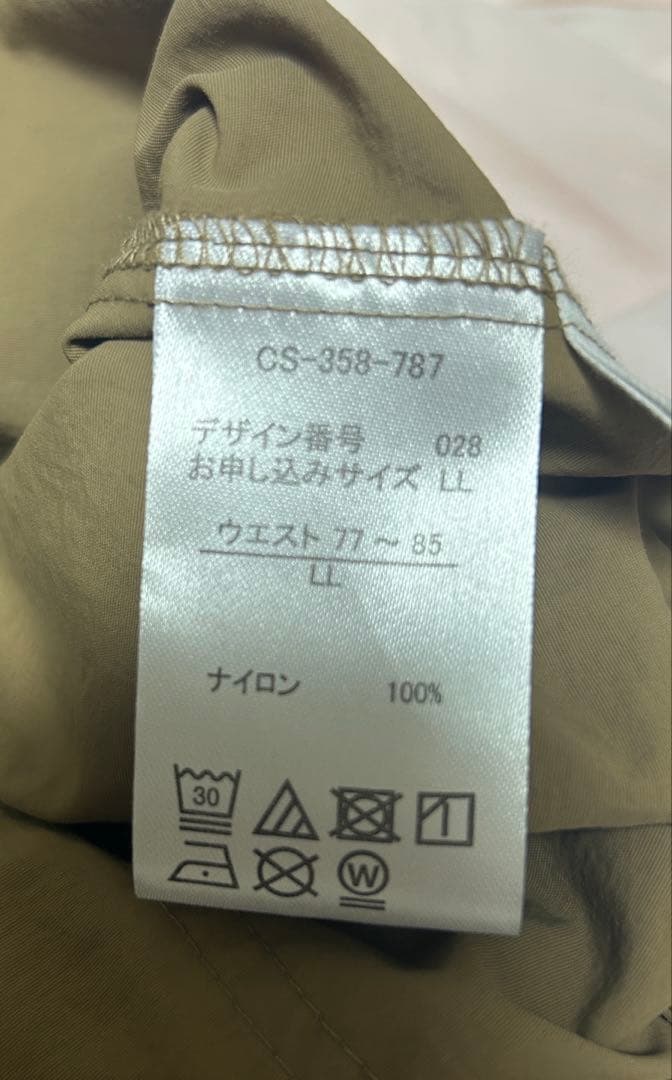 CS-358-787
デザイン番号 028
お申し込みサイズ LL
ウエスト 77 〜 85
LL
ナイロン 100%
30
W